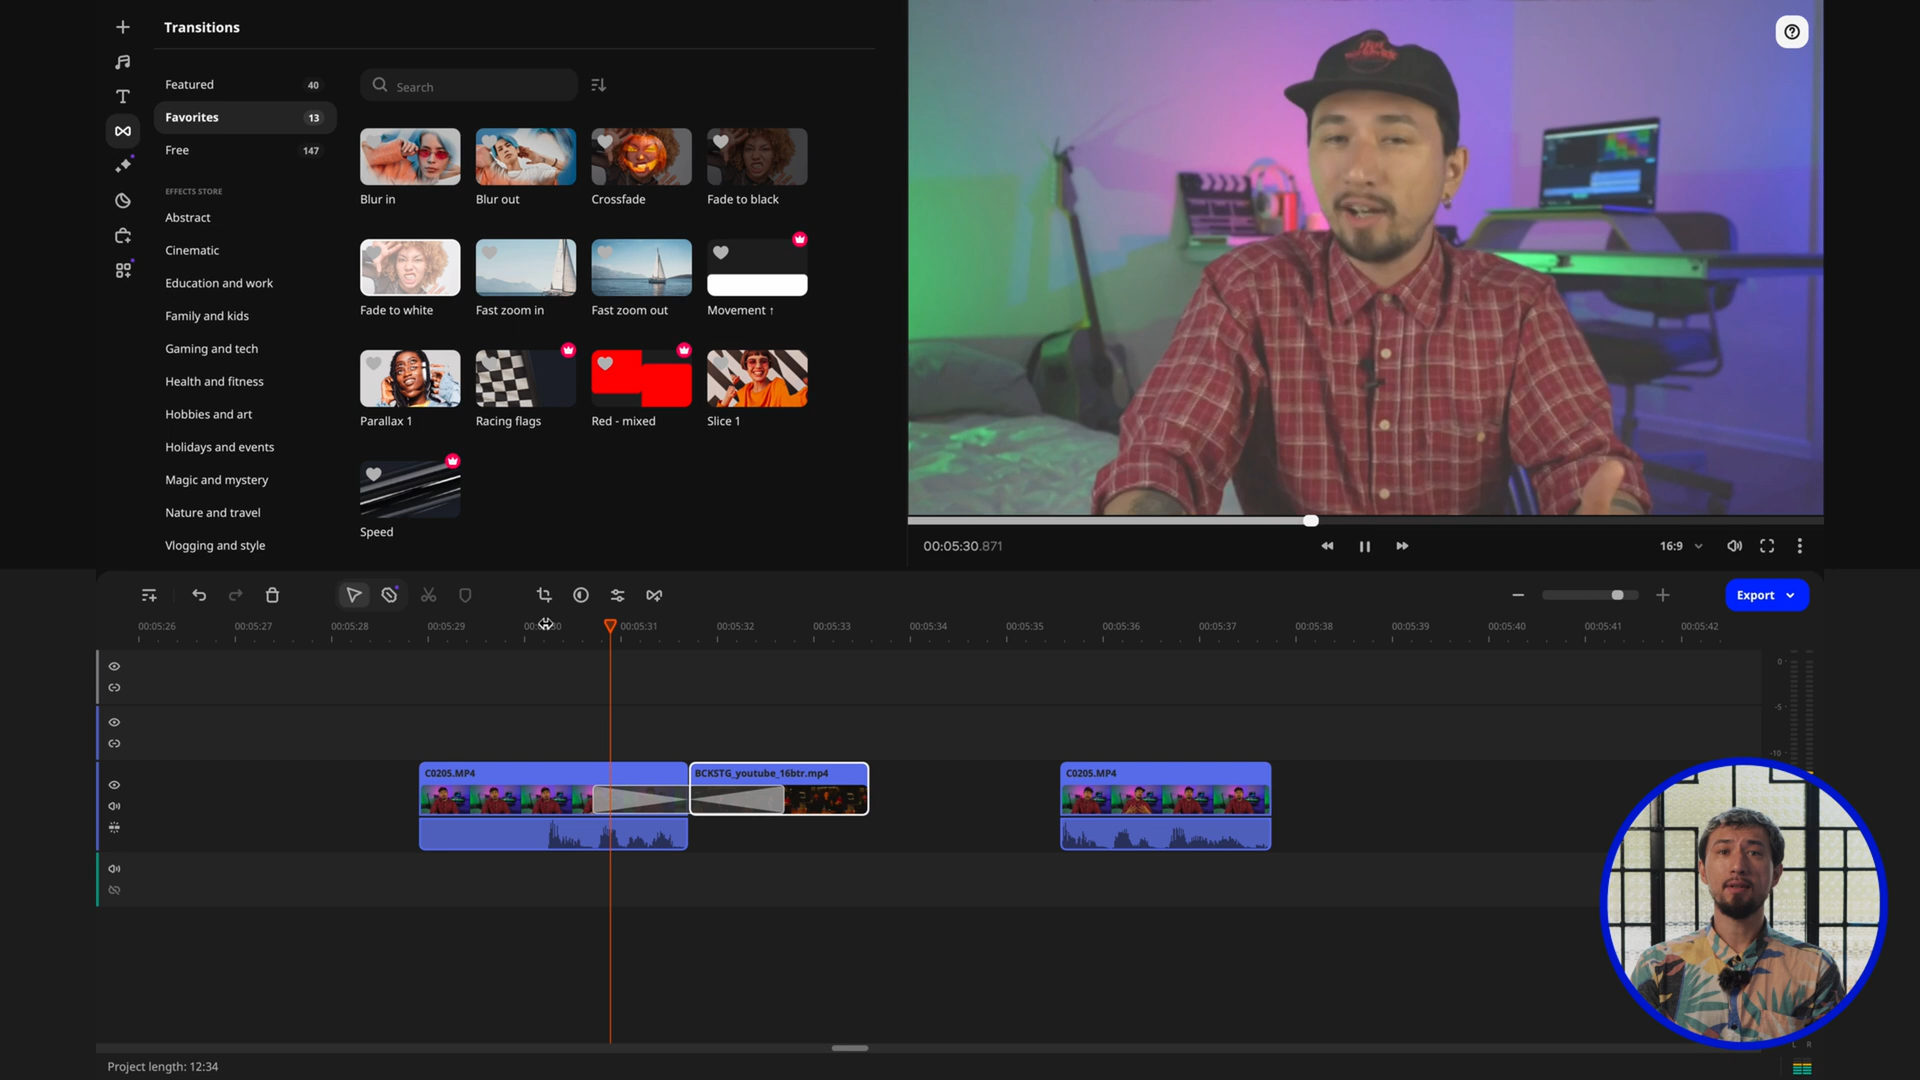 Transitions
Featured 40
Favorites 13
Free 147
EFFECTS STORE
Abstract
Cinematic
Education and work
Family and kids
Gaming and tech
Health and fitness
Hobbies and art
Holidays and events
Magic and mystery
Nature and travel
Vlogging and style
Search
Blur in
Blur out
Crossfade
Fade to black
Fade to white
Fast zoom in
Fast zoom out
Movement ↑
Parallax 1
Racing flags
Red - mixed
Slice 1
Speed
00:05:30.871
16:9
Export
00:05:26 00:05:27 00:05:28 00:05:29 00:05:31 00:05:32 00:05:33 00:05:34 00:05:35 00:05:36 00:05:37 00:05:38 00:05:39 00:05:40 00:05:41 00:05:42
0
-5
-10
C0205.MP4
BCKSTG_youtube_16btr.mp4
C0205.MP4
L R
Project length: 12:34